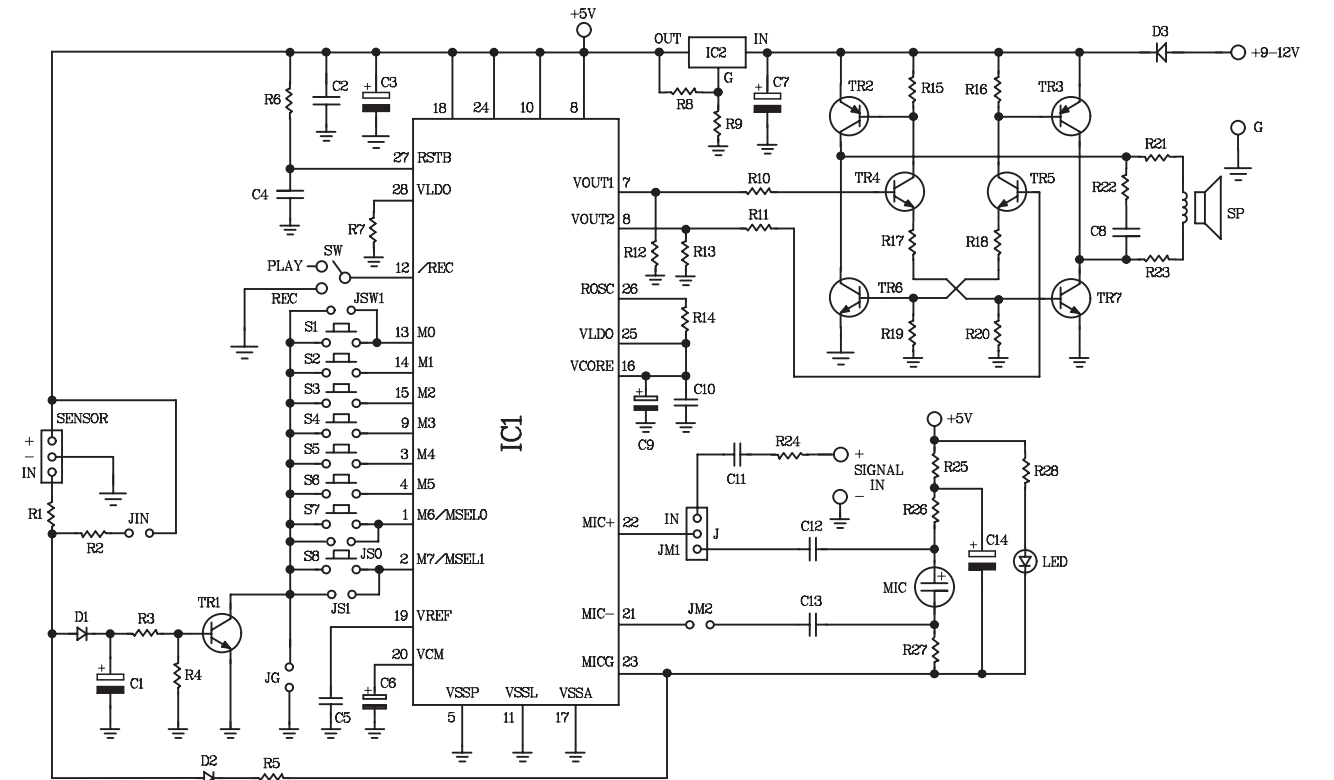 +5V
OUT
IC2
IN
D3
+9-12V
G
R8
R9
C7
R6
C2
C3
18
24
10
8
TR2
R15
R16
TR3
G
27
RSTB
C4
28
VLDO
R7
VOUT1
7
R10
TR4
TR5
R21
R22
SP
VOUT2
8
R11
C8
R12
R13
R17
R18
R23
SW
PLAY
12
/REC
REC
JSW1
ROSC
26
TR6
TR7
R14
R19
R20
S1
13
M0
VLDO
25
S2
14
M1
VCORE
16
S3
15
M2
C10
S4
9
M3
C9
IC1
SENSOR
+
-
IN
S5
3
M4
S6
4
M5
+5V
R24
+
SIGNAL
IN
-
C11
R25
R28
R26
R1
R2
JIN
S7
1
M6/MSEL0
MIC+
22
IN
J
JM1
C12
C14
S8
JS0
2
M7/MSEL1
LED
MIC
JS1
TR1
19
VREF
MIC-
21
JM2
C13
D1
R3
R27
20
VCM
MICG
23
C1
R4
JG
C5
C6
VSSP
VSSL
VSSA
5
11
17
D2
R5